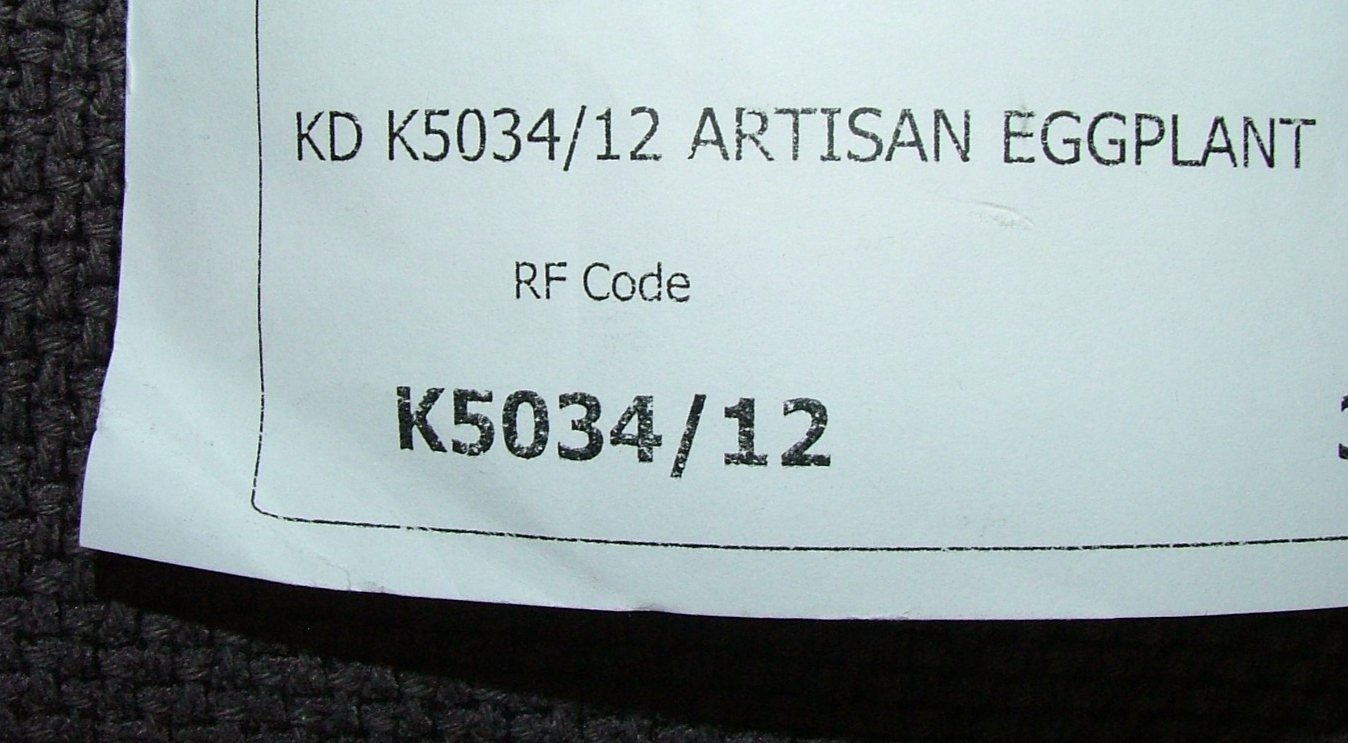 KD K5034/12 ARTISAN EGGPLANT
RF Code
K5034/12